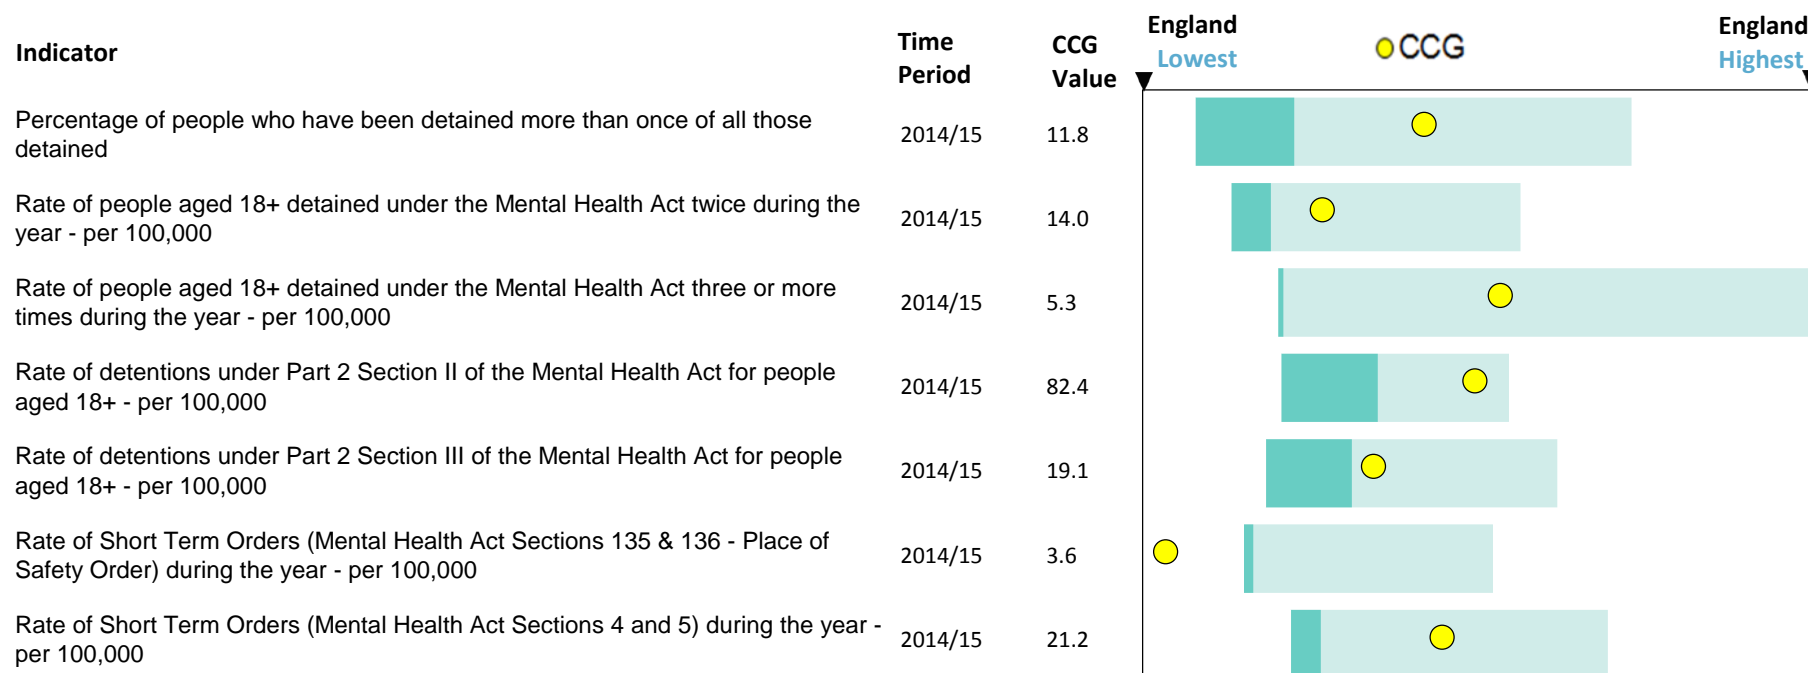 Indicator
Time
Period
CCG
Value
England
Lowest
CCG
England
Highest
Percentage of people who have been detained more than once of all those
detained
2014/15
11.8
Rate of people aged 18+ detained under the Mental Health Act twice during the
year - per 100,000
2014/15
14.0
Rate of people aged 18+ detained under the Mental Health Act three or more
times during the year - per 100,000
2014/15
5.3
Rate of detentions under Part 2 Section II of the Mental Health Act for people
aged 18+ - per 100,000
2014/15
82.4
Rate of detentions under Part 2 Section III of the Mental Health Act for people
aged 18+ - per 100,000
2014/15
19.1
Rate of Short Term Orders (Mental Health Act Sections 135 & 136 - Place of
Safety Order) during the year - per 100,000
2014/15
3.6
Rate of Short Term Orders (Mental Health Act Sections 4 and 5) during the year -
per 100,000
2014/15
21.2